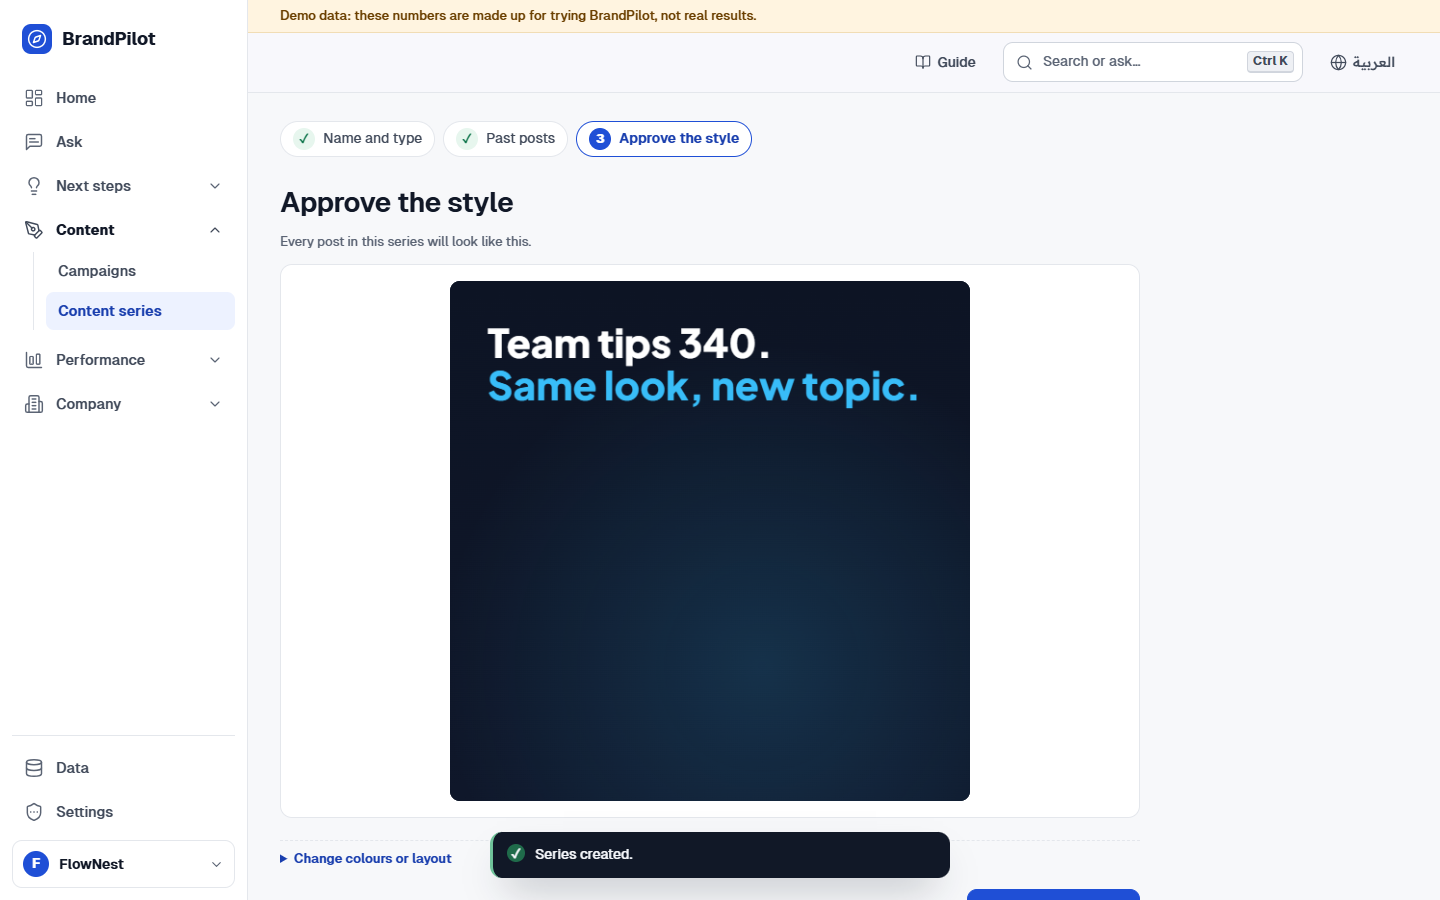 Demo data: these numbers are made up for trying BrandPilot, not real results.
BrandPilot
Guide
Search or ask...
Ctrl K
العربية
Home
Ask
Next steps
Content
Campaigns
Content series
Performance
Company
Name and type
Past posts
3 Approve the style
Approve the style
Every post in this series will look like this.
Team tips 340.
Same look, new topic.
Change colours or layout
Series created.
Data
Settings
F FlowNest